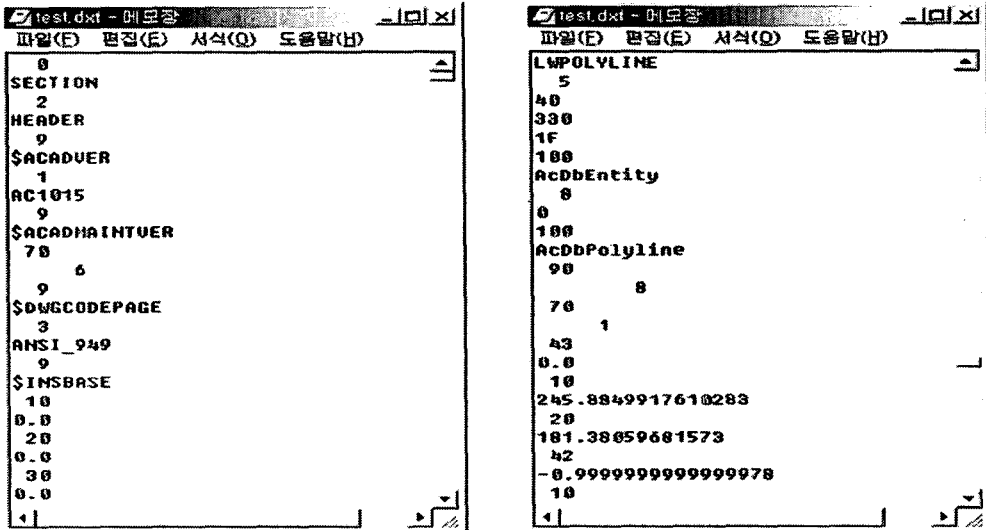 test.dxf - 메모장
파일(F) 편집(E) 서식(O) 도움말(H)
0
SECTION
2
HEADER
9
$ACADVER
1
AC1015
9
$ACADMAINTVER
70
6
9
$DWGCODEPAGE
3
ANSI_949
9
$INSBASE
10
0.0
20
0.0
30
0.0
test.dxf - 메모장
파일(F) 편집(E) 서식(O) 도움말(H)
LWPOLYLINE
5
40
330
1F
100
AcDbEntity
8
0
100
AcDbPolyline
90
8
70
1
43
0.0
10
245.8849917610283
20
181.38059681573
42
-0.9999999999999978
10